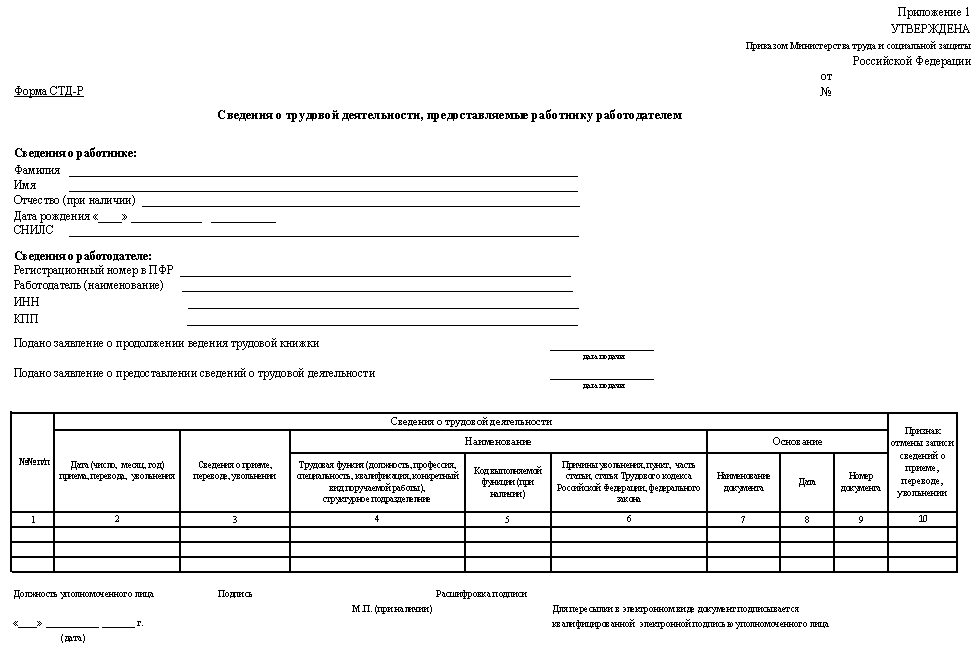 Приложение 1
УТВЕРЖДЕНА
Приказом Министерства труда и социальной защиты
Российской Федерации
от
Форма СТД-Р №
Сведения о трудовой деятельности, предоставляемые работнику работодателем
Сведения о работнике:
Фамилия
Имя
Отчество (при наличии)
Дата рождения «____» ____________ ___________
СНИЛС
Сведения о работодателе:
Регистрационный номер в ПФР
Работодатель (наименование)
ИНН
КПП
Подано заявление о продолжении ведения трудовой книжки
дата подачи
Подано заявление о предоставлении сведений о трудовой деятельности
дата подачи
№№ п/п
Сведения о трудовой деятельности
Признак
отмены записи
сведений о
приеме,
переводе,
увольнении
Наименование
Основание
Дата (число, месяц, год)
приема, перевода, увольнения
Сведения о приеме,
переводе, увольнении
Трудовая функия (должность, профессия,
специальность, квалификация, конкретный
вид поручаемой работы),
структурное подразделелние
Код выполняемой
функции (при
наличии)
Причины увольнения, пункт, часть
статьи, статья Трудового кодекса
Российской Федерации, федерального
закона
Наименование
документа
Дата
Номер
документа
1 2 3 4 5 6 7 8 9 10
Должность уполномоченного лица Подпись Расшифровка подписи
М.П. (при наличии)
Для пересылки в электронном виде документ подписывается
квалифицированной электронной подписью уполномоченного лица
«____» __________ ______ г.
(дата)